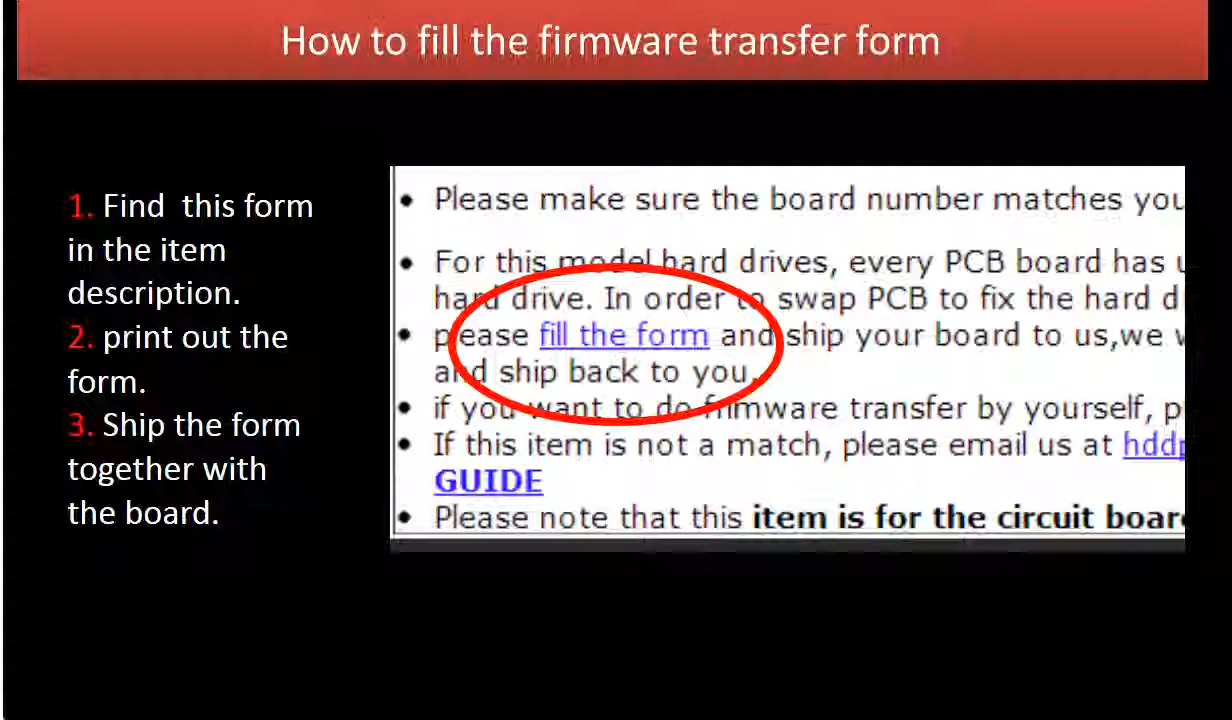 How to fill the firmware transfer form
1. Find  this form
in the item
description.
2. print out the
form.
3. Ship the form
together with
the board.
• Please make sure the board number matches you
• For this model hard drives, every PCB board has
hard drive. In order to swap PCB to fix the hard
• please fill the form and ship your board to us,we
and ship back to you.
• if you want to do frimware transfer by yourself,
• If this item is not a match, please email us at hddp
GUIDE
• Please note that this item is for the circuit board